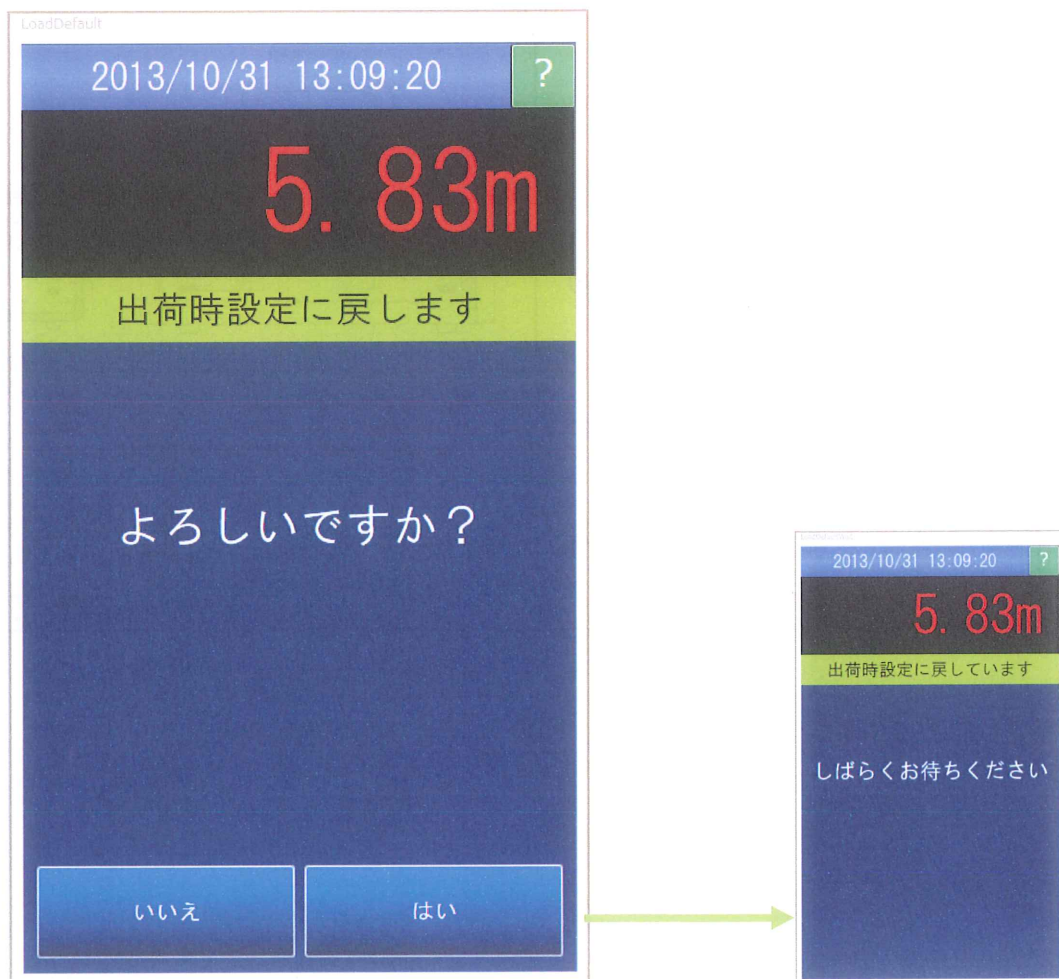 LoadDefault
2013/10/31 13:09:20 ?
5.83m
出荷時設定に戻します
よろしいですか？
いいえ
はい
2013/10/31 13:09:20 ?
5.83m
出荷時設定に戻しています
しばらくお待ちください